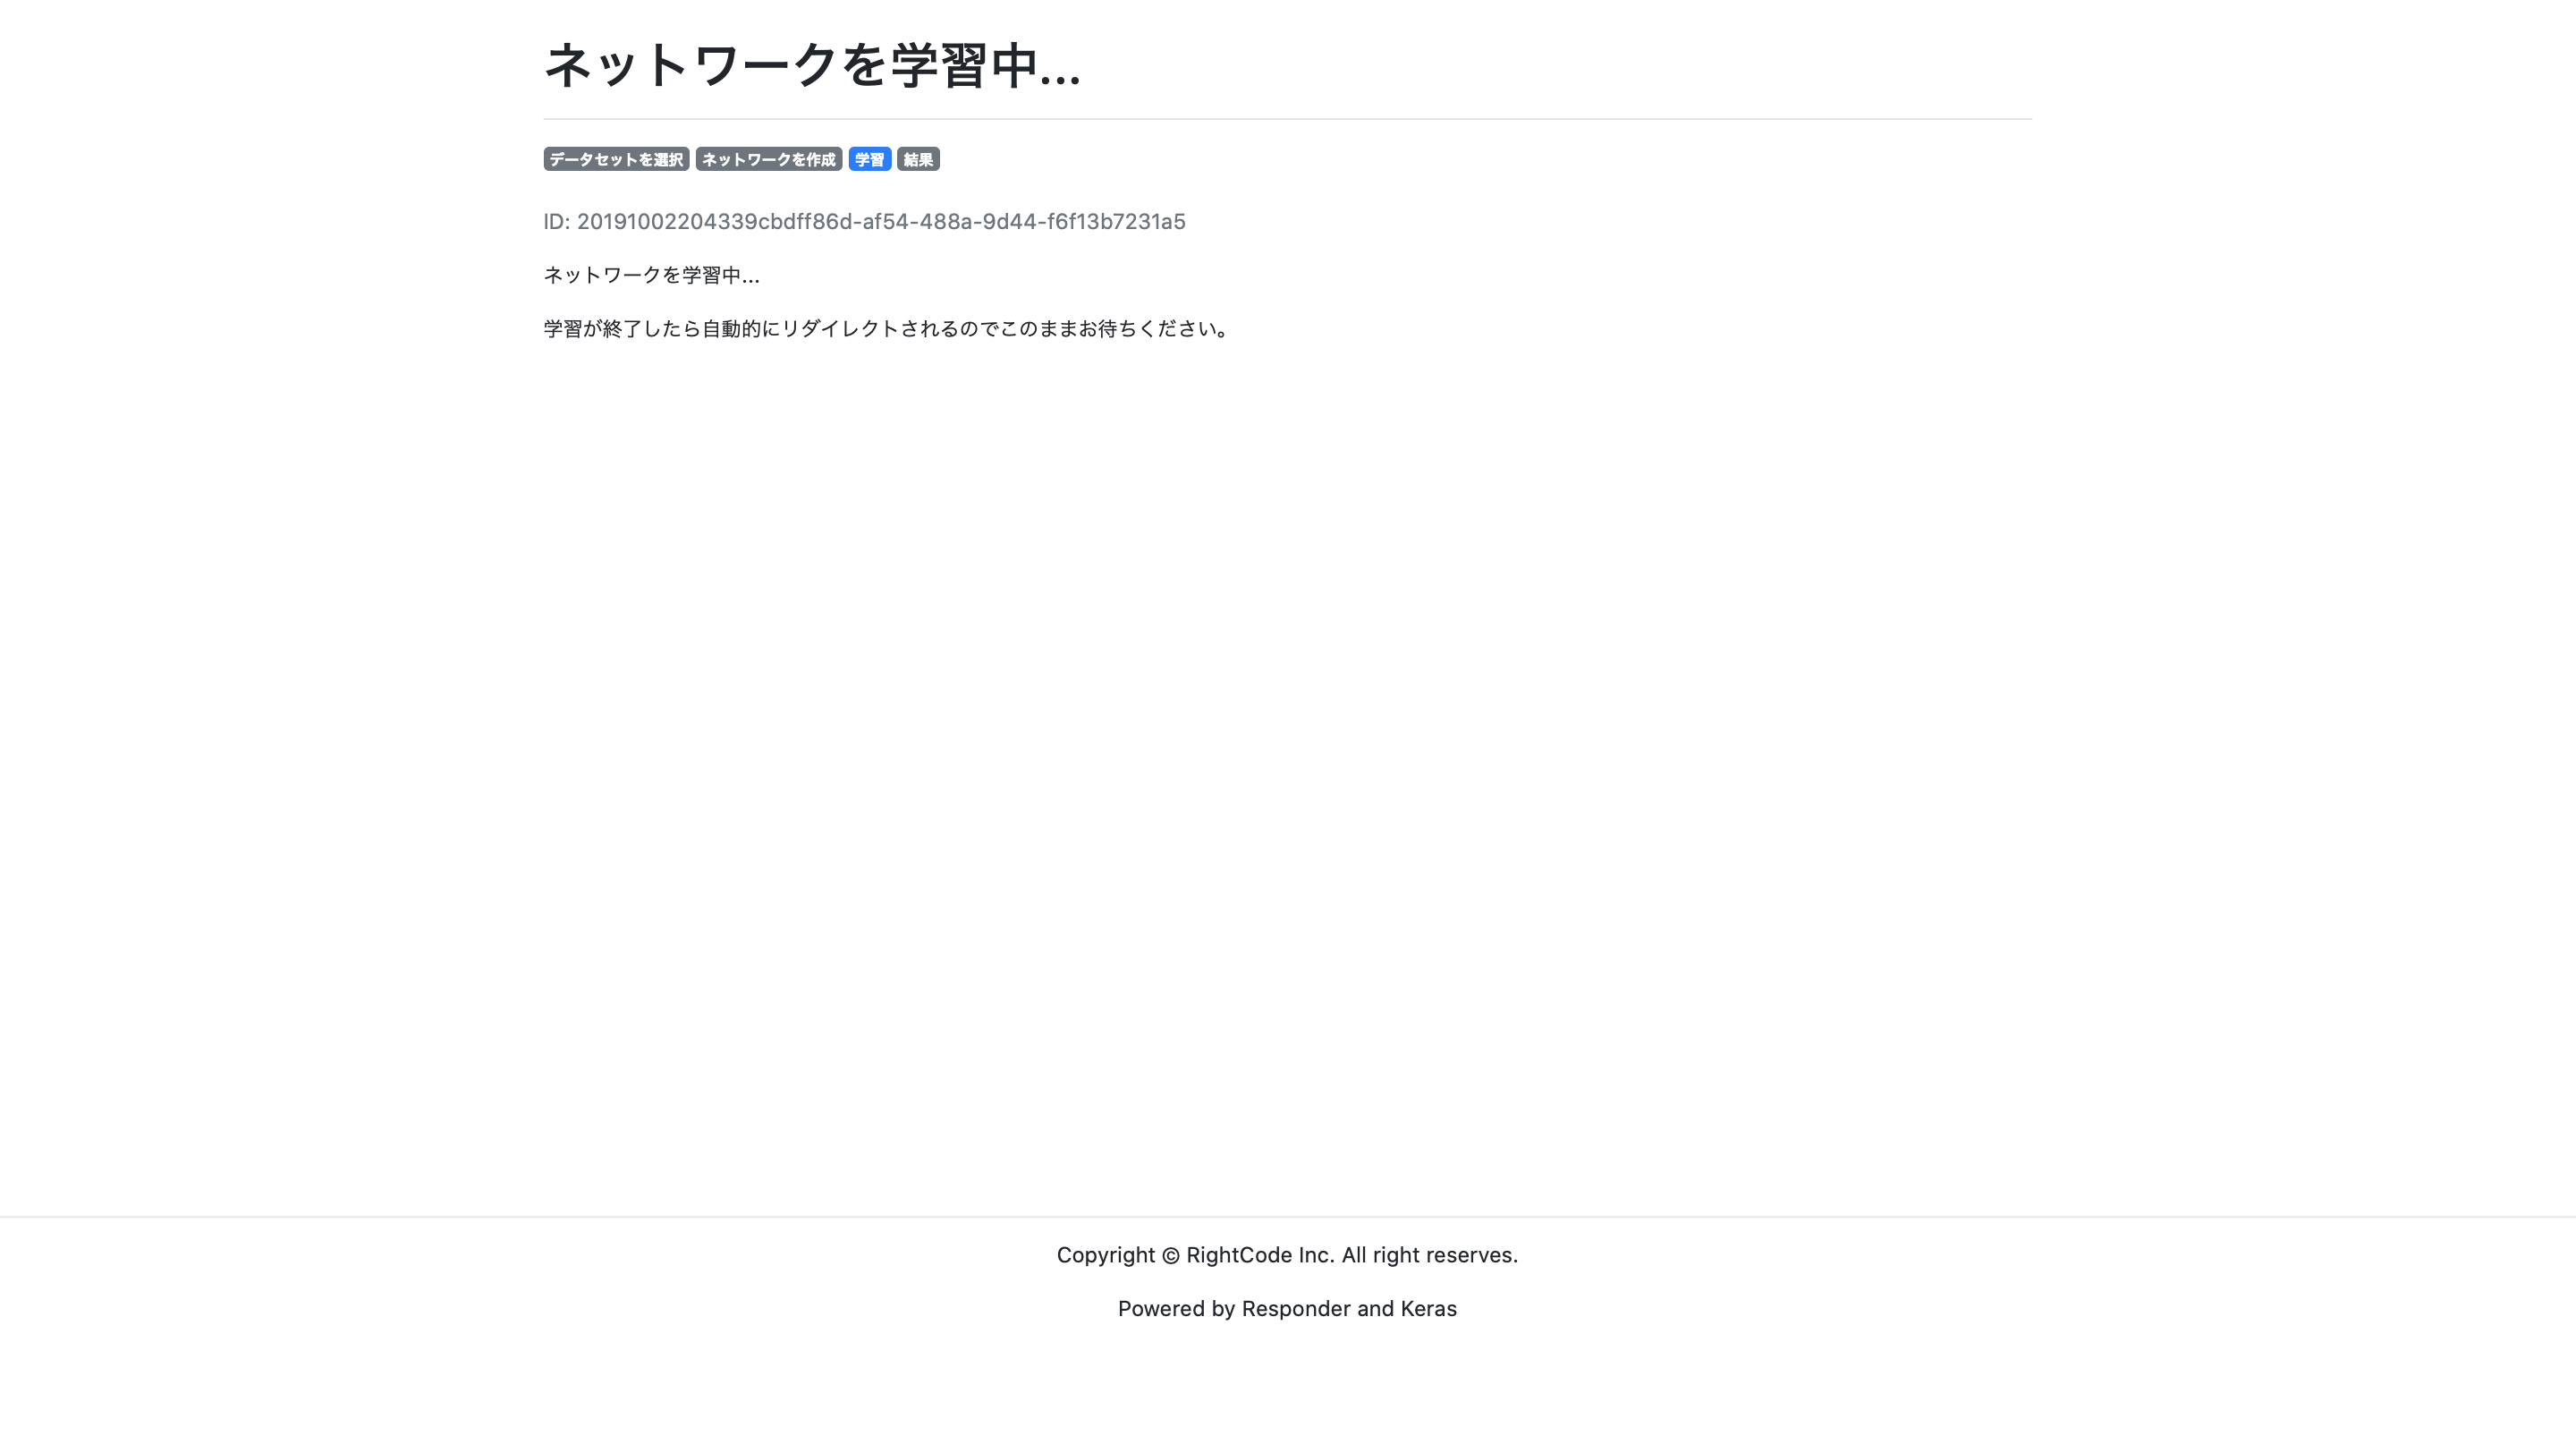 ネットワークを学習中...
データセットを選択 ネットワークを作成 学習 結果
ID: 20191002204339cbdff86d-af54-488a-9d44-f6f13b7231a5
ネットワークを学習中...
学習が終了したら自動的にリダイレクトされるのでこのままお待ちください。
Copyright © RightCode Inc. All right reserves.
Powered by Responder and Keras